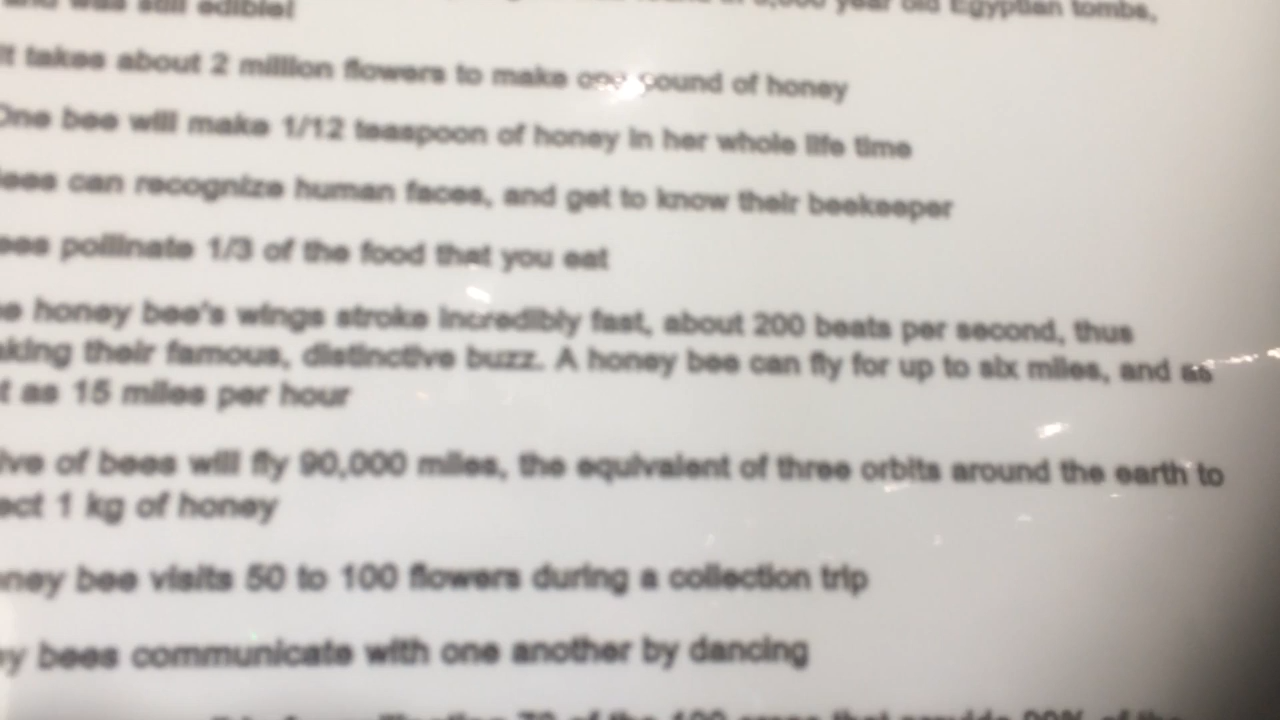 and was still edible!
year old Egyptian tombs,
It takes about 2 million flowers to make one pound of honey
One bee will make 1/12 teaspoon of honey in her whole life time
ees can recognize human faces, and get to know their beekeeper
ees pollinate 1/3 of the food that you eat
e honey bee's wings stroke incredibly fast, about 200 beats per second, thus
aking their famous, distinctive buzz. A honey bee can fly for up to six miles, and as
t as 15 miles per hour
ive of bees will fly 90,000 miles, the equivalent of three orbits around the earth to
ect 1 kg of honey
ney bee visits 50 to 100 flowers during a collection trip
ey bees communicate with one another by dancing